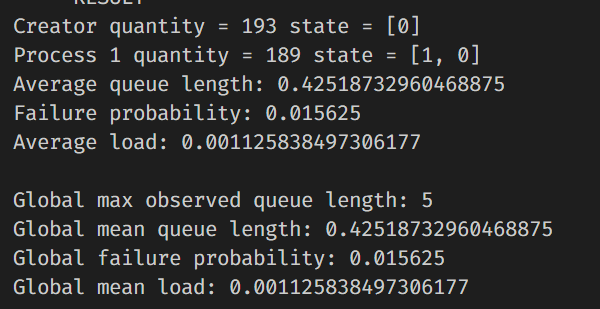 RESULT
Creator quantity = 193 state = [0]
Process 1 quantity = 189 state = [1, 0]
Average queue length: 0.42518732960468875
Failure probability: 0.015625
Average load: 0.001125838497306177
Global max observed queue length: 5
Global mean queue length: 0.42518732960468875
Global failure probability: 0.015625
Global mean load: 0.001125838497306177